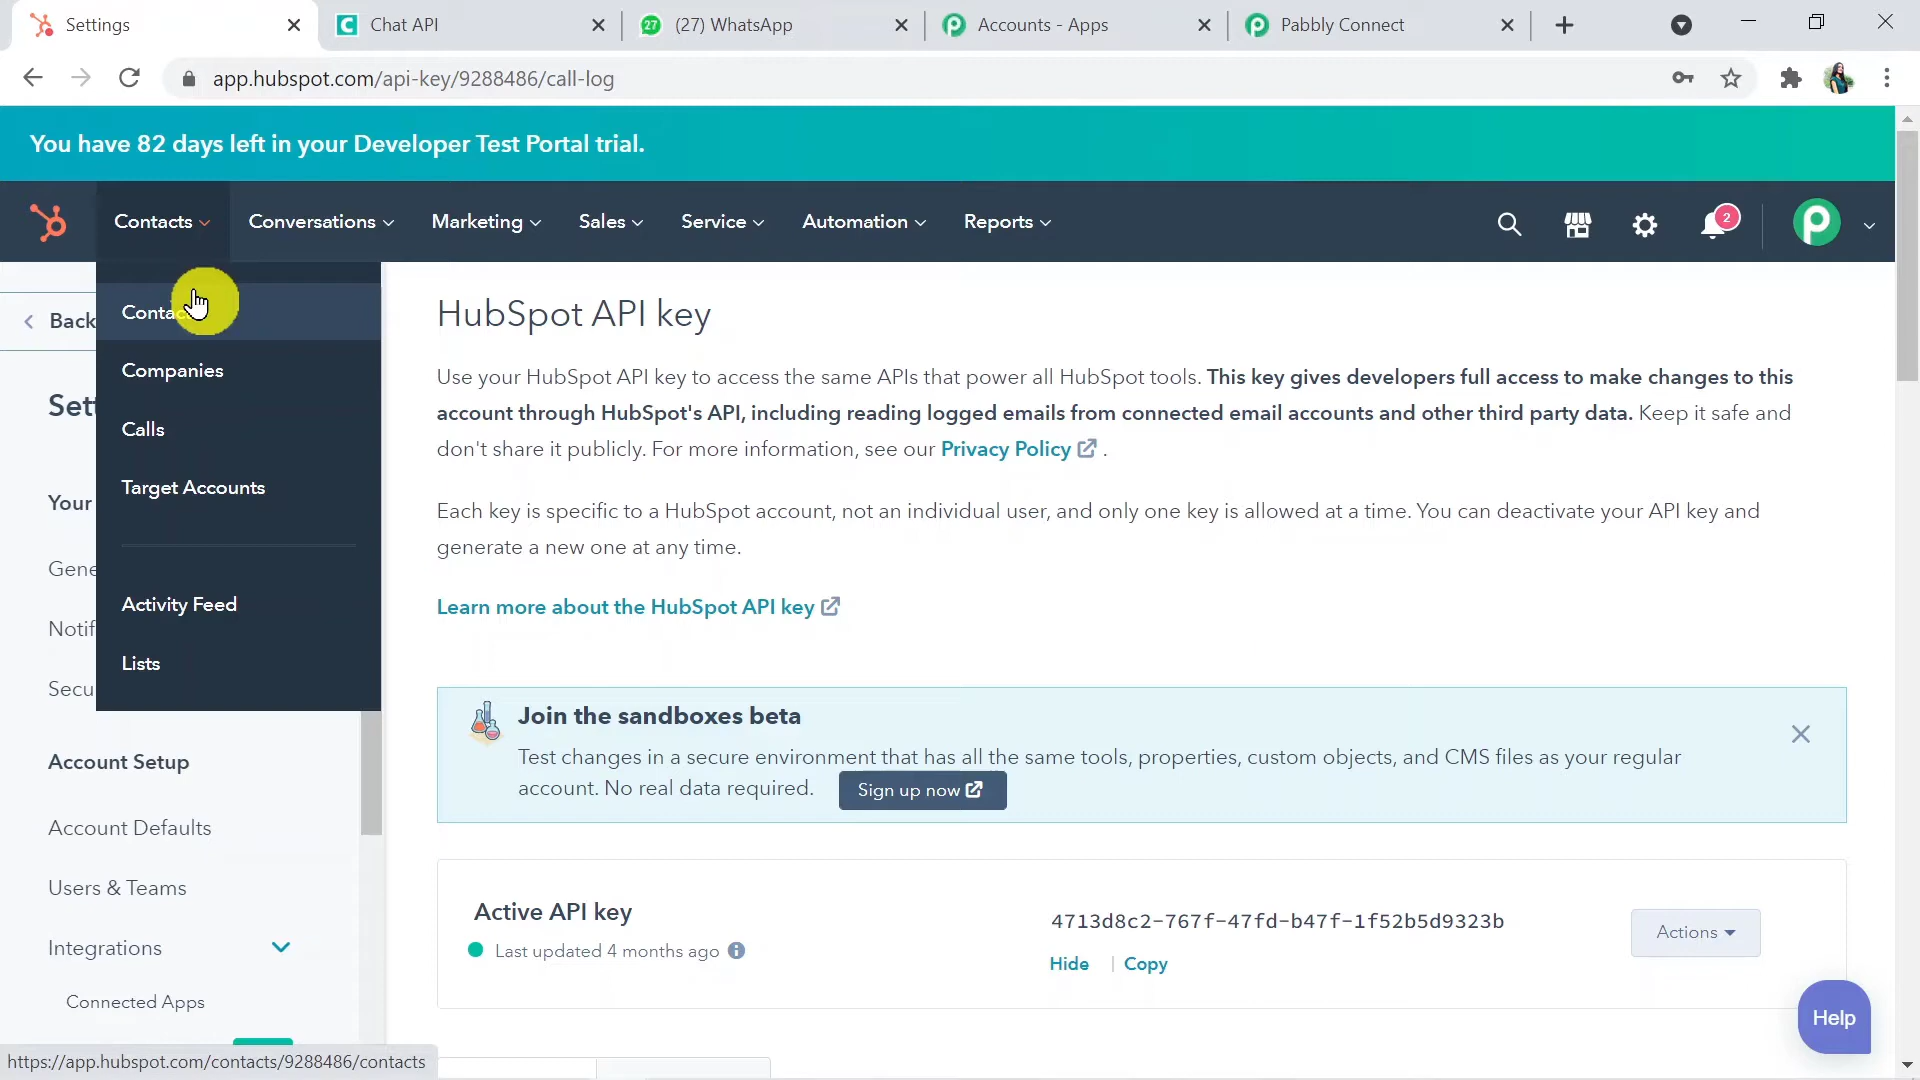 Settings
Chat API
27
(27) WhatsApp
Accounts - Apps
Pabbly Connect
app.hubspot.com/api-key/9288486/call-log
You have 82 days left in your Developer Test Portal trial.
Contacts
Conversations
Marketing
Sales
Service
Automation
Reports
2
Back
Contac
Companies
Calls
Target Accounts
Activity Feed
Lists
Sett
Your
Gene
Notif
Secu
Account Setup
Account Defaults
Users & Teams
Integrations
Connected Apps
HubSpot API key
Use your HubSpot API key to access the same APIs that power all HubSpot tools. This key gives developers full access to make changes to this
account through HubSpot's API, including reading logged emails from connected email accounts and other third party data. Keep it safe and
don't share it publicly. For more information, see our Privacy Policy .
Each key is specific to a HubSpot account, not an individual user, and only one key is allowed at a time. You can deactivate your API key and
generate a new one at any time.
Learn more about the HubSpot API key
Join the sandboxes beta
Test changes in a secure environment that has all the same tools, properties, custom objects, and CMS files as your regular
account. No real data required. Sign up now
Active API key
Last updated 4 months ago
4713d8c2-767f-47fd-b47f-1f52b5d9323b
Hide | Copy
Actions
Help
https://app.hubspot.com/contacts/9288486/contacts